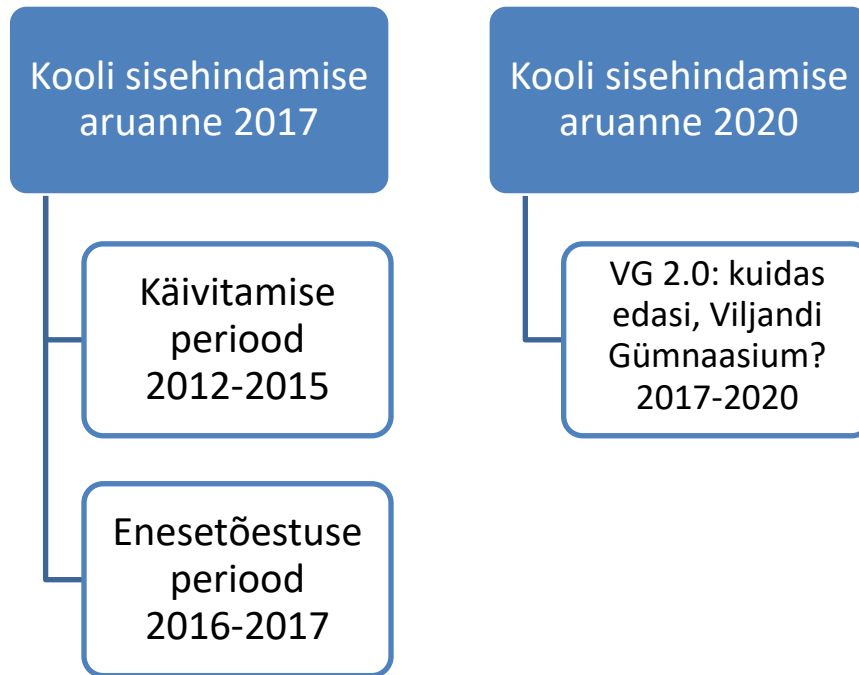 Kooli sisehindamise
aruanne 2017
Käivitamise
periood
2012-2015
Enesetõestuse
periood
2016-2017
Kooli sisehindamise
aruanne 2020
VG 2.0: kuidas
edasi, Viljandi
Gümnaasium?
2017-2020